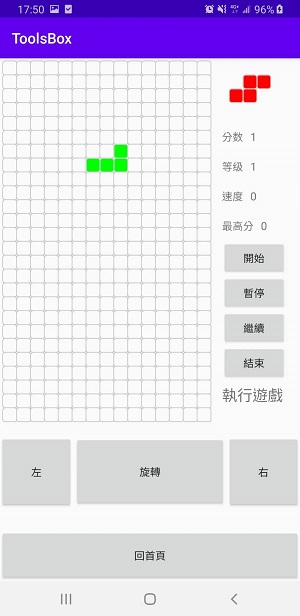 17:50 4G+ 96%
ToolsBox
分数 1
等级 1
速度 0
最高分 0
開始
暫停
繼續
結束
執行遊戲
左 旋轉 右
回首頁